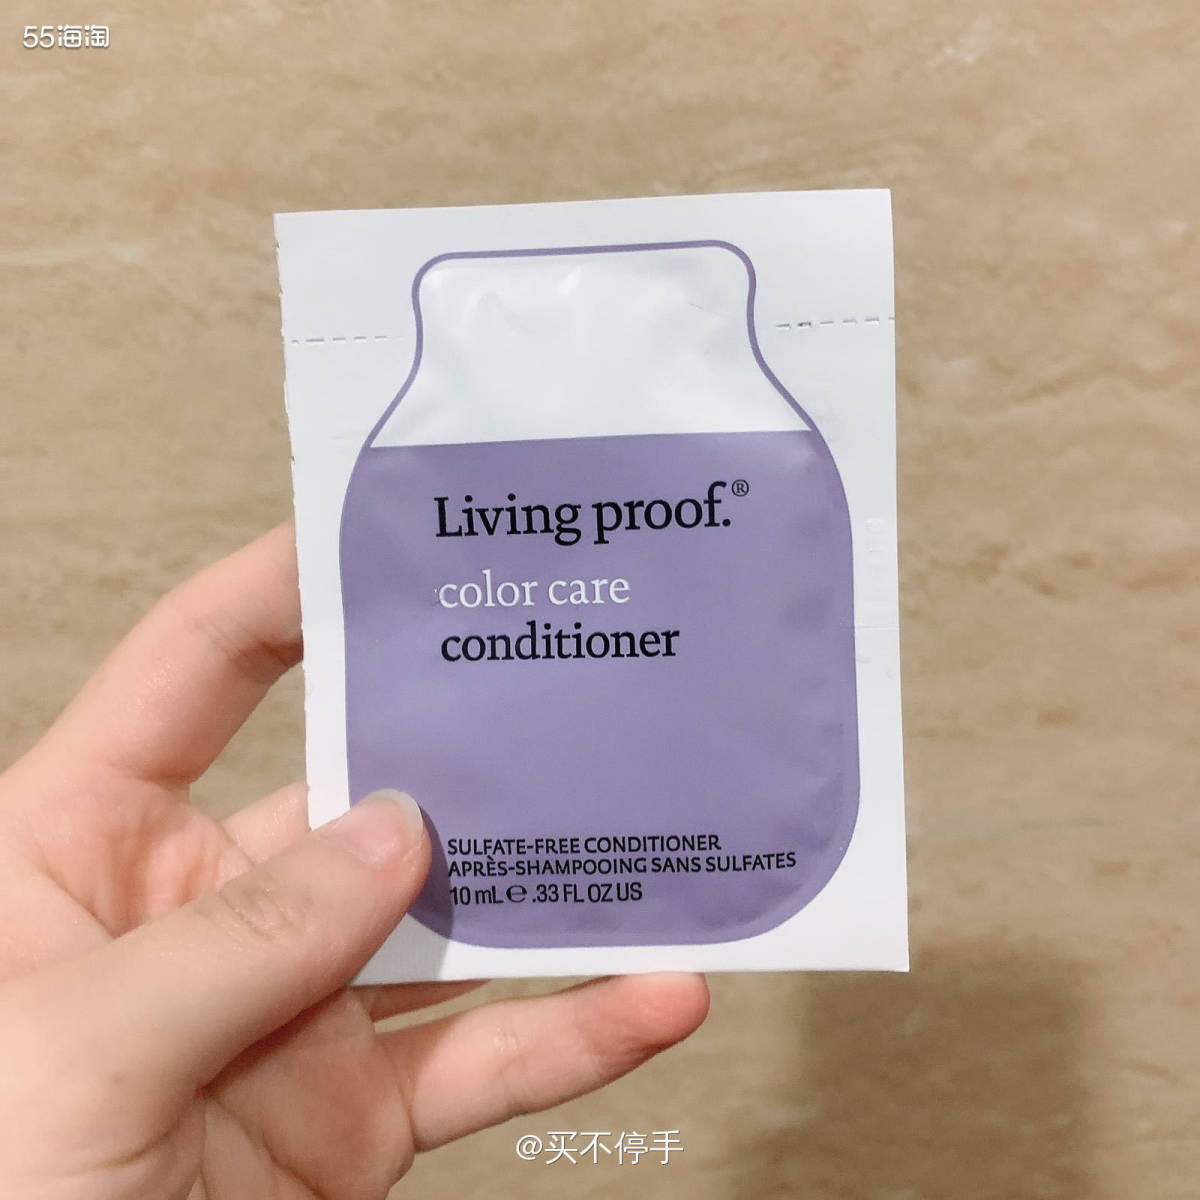 55海淘
Living proof.®
color care
conditioner
SULFATE-FREE CONDITIONER
APRÈS-SHAMPOOING SANS SULFATES
10 mL ℮ .33 FL OZ US
@买不停手